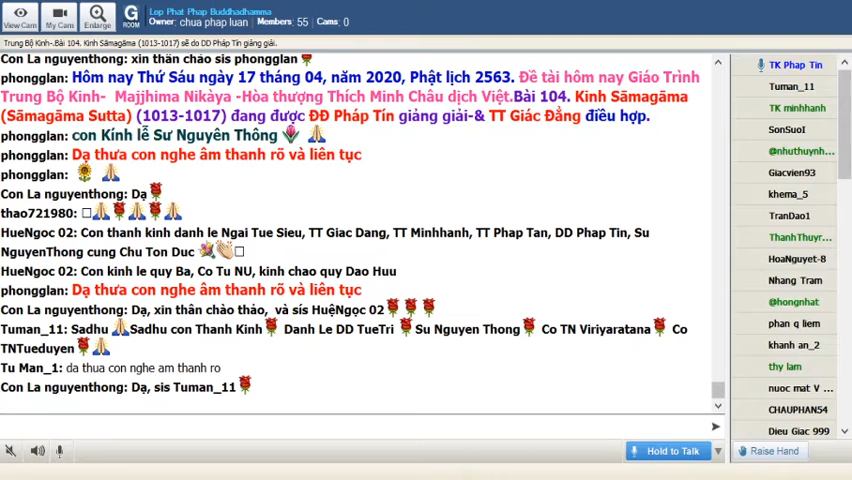 View Cam
My Cam
Enlarge
G
ROOM
Lop Phat Phap Buddhadhamma
Owner: chua phap luan Members: 55 Cams: 0
Trung Bộ Kinh-.Bài 104. Kinh Sāmagāma (1013-1017) sẽ do DD Pháp Tín giảng giải.
Con La nguyenthong: xin thân chào sis phongglan
phongglan: Hôm nay Thứ Sáu ngày 17 tháng 04, năm 2020, Phật lịch 2563. Đề tài hôm nay Giáo Trình
Trung Bộ Kinh- Majjhima Nikàya -Hòa thượng Thích Minh Châu dịch Việt.Bài 104. Kinh Sāmagāma
(Sāmagāma Sutta) (1013-1017) đang được ĐĐ Pháp Tín giảng giải-& TT Giác Đẳng điều hợp.
phongglan: con Kính lễ Sư Nguyên Thông
phongglan: Dạ thưa con nghe âm thanh rõ và liên tục
phongglan:
Con La nguyenthong: Dạ
thao721980:
HueNgoc 02: Con thanh kinh danh le Ngai Tue Sieu, TT Giac Dang, TT Minhhanh, TT Phap Tan, DD Phap Tin, Su
NguyenThong cung Chu Ton Duc
HueNgoc 02: Con kinh le quy Ba, Co Tu NU, kinh chao quy Dao Huu
phongglan: Dạ thưa con nghe âm thanh rõ và liên tục
Con La nguyenthong: Dạ, xin thân chào thảo, và sís HuệNgọc 02
Tuman_11: Sadhu Sadhu con Thanh Kinh Danh Le DD TueTri Su Nguyen Thong Co TN Viriyaratana Co
TNTueduyen
Tu Man_1: da thua con nghe am thanh ro
Con La nguyenthong: Dạ, sis Tuman_11
Hold to Talk
TK Phap Tin
Tuman_11
TK minhhanh
SonSuoI
@nhuthuynh...
Giacvien93
khema_5
TranDao1
ThanhThuyr...
HoaNguyet-8
Nhang Tram
@hongnhat
phan q liem
khanh an_2
thy lam
nuoc mat V ...
CHAUPHAN54
Dieu Giac 999
Raise Hand